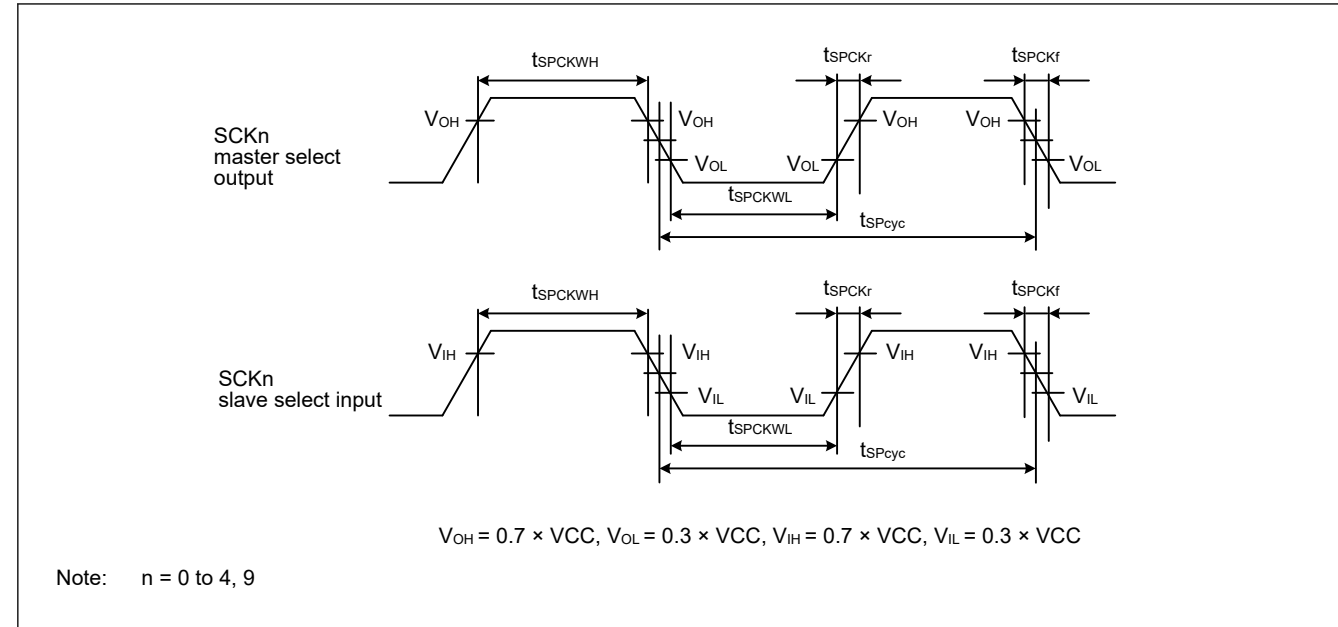 tSPCKWH
tSPCKr
tSPCKf
SCKn
master select
output
VOH
VOH
VOL
VOL
VOH
VOH
VOL
tSPCKWL
tSPcyc
tSPCKWH
tSPCKr
tSPCKf
SCKn
slave select input
VIH
VIH
VIL
VIL
VIH
VIH
VIL
tSPCKWL
tSPcyc
VOH = 0.7 × VCC, VOL = 0.3 × VCC, VIH = 0.7 × VCC, VIL = 0.3 × VCC
Note: n = 0 to 4, 9